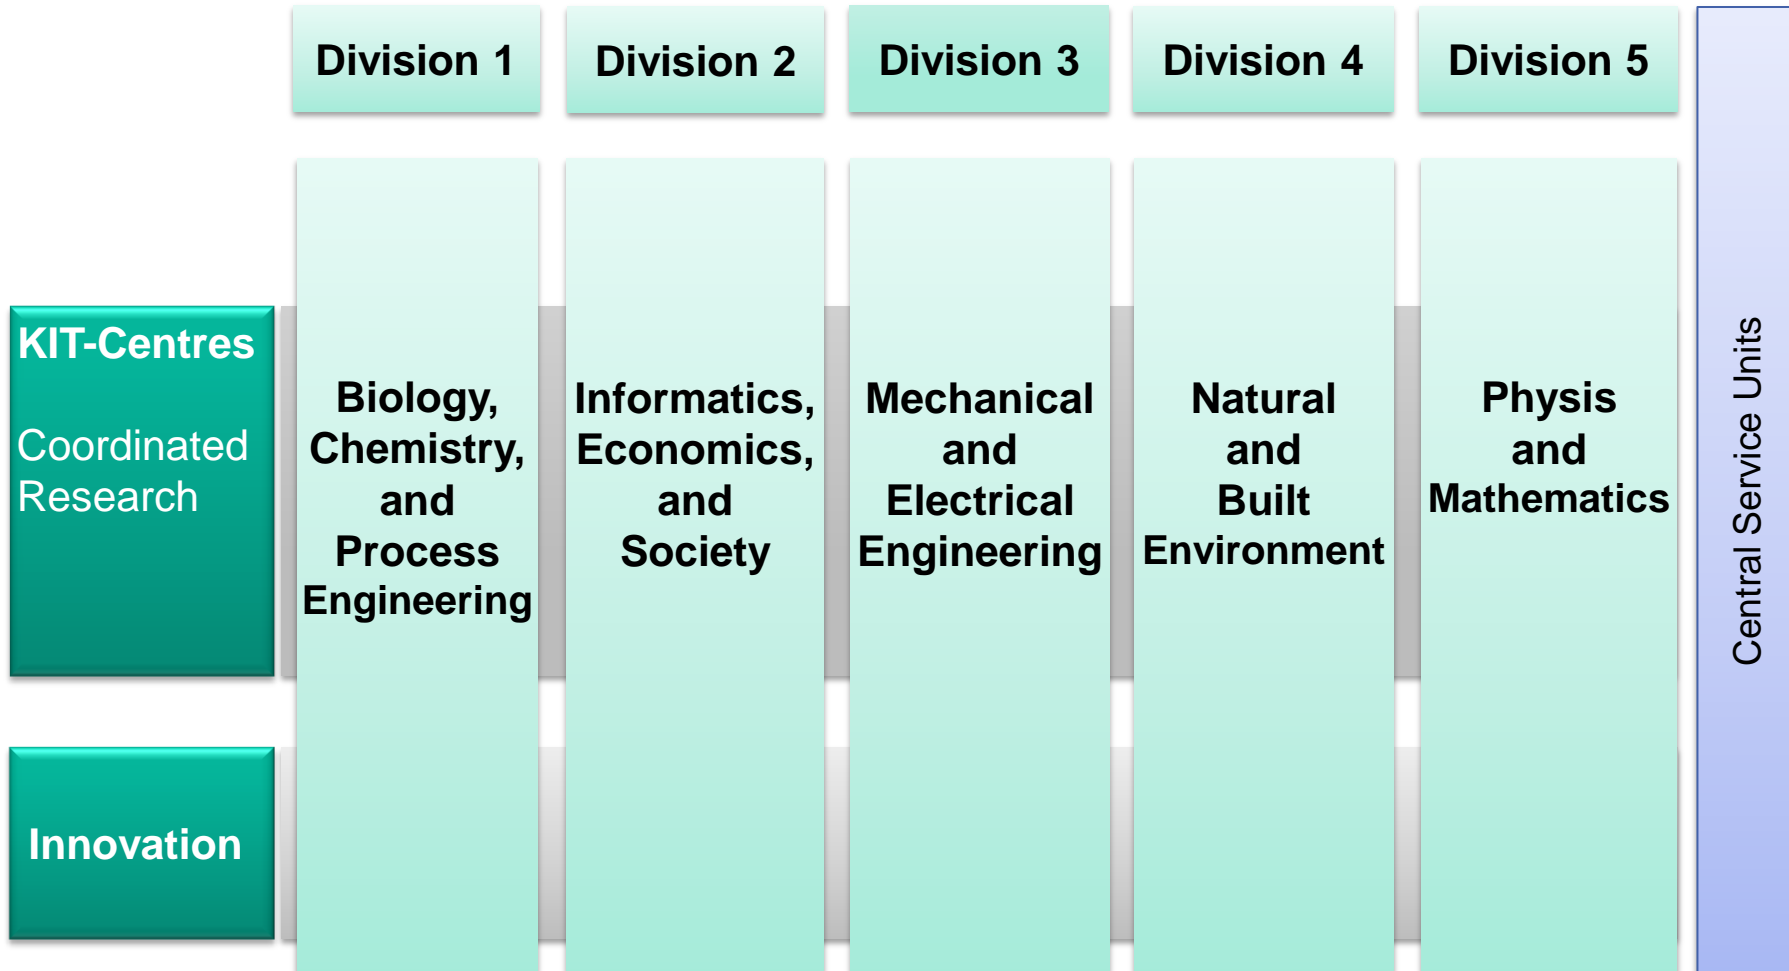 Division 1
Division 2
Division 3
Division 4
Division 5
KIT-Centres
Coordinated
Research
Biology,
Chemistry,
and
Process
Engineering
Informatics,
Economics,
and
Society
Mechanical
and
Electrical
Engineering
Natural
and
Built
Environment
Physis
and
Mathematics
Central Service Units
Innovation